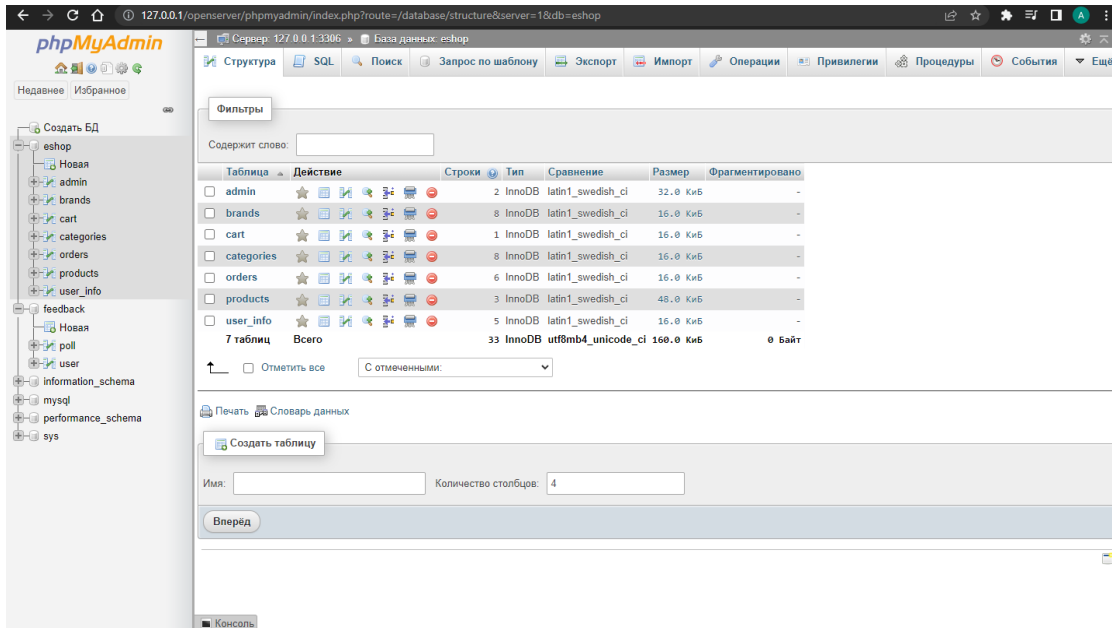 127.0.0.1/openserver/phpmyadmin/index.php?route=/database/structure&server=1&db=eshop
A
phpMyAdmin
Недавнее Избранное
Создать БД
eshop
Новая
admin
brands
cart
categories
orders
products
user_info
feedback
Новая
poll
user
information_schema
mysql
performance_schema
sys
Сервер: 127.0.0.1:3306 » База данных: eshop
Структура SQL Поиск Запрос по шаблону Экспорт Импорт Операции Привилегии Процедуры События Ещё
Фильтры
Содержит слово:
Таблица Действие Строки Тип Сравнение Размер Фрагментировано
admin 2 InnoDB latin1_swedish_ci 32.0 КиБ -
brands 8 InnoDB latin1_swedish_ci 16.0 КиБ -
cart 1 InnoDB latin1_swedish_ci 16.0 КиБ -
categories 8 InnoDB latin1_swedish_ci 16.0 КиБ -
orders 6 InnoDB latin1_swedish_ci 16.0 КиБ -
products 3 InnoDB latin1_swedish_ci 48.0 КиБ -
user_info 5 InnoDB latin1_swedish_ci 16.0 КиБ -
7 таблиц Всего 33 InnoDB utf8mb4_unicode_ci 160.0 КиБ 0 Байт
Отметить все С отмеченными:
Печать Словарь данных
Создать таблицу
Имя: Количество столбцов: 4
Вперёд
Консоль